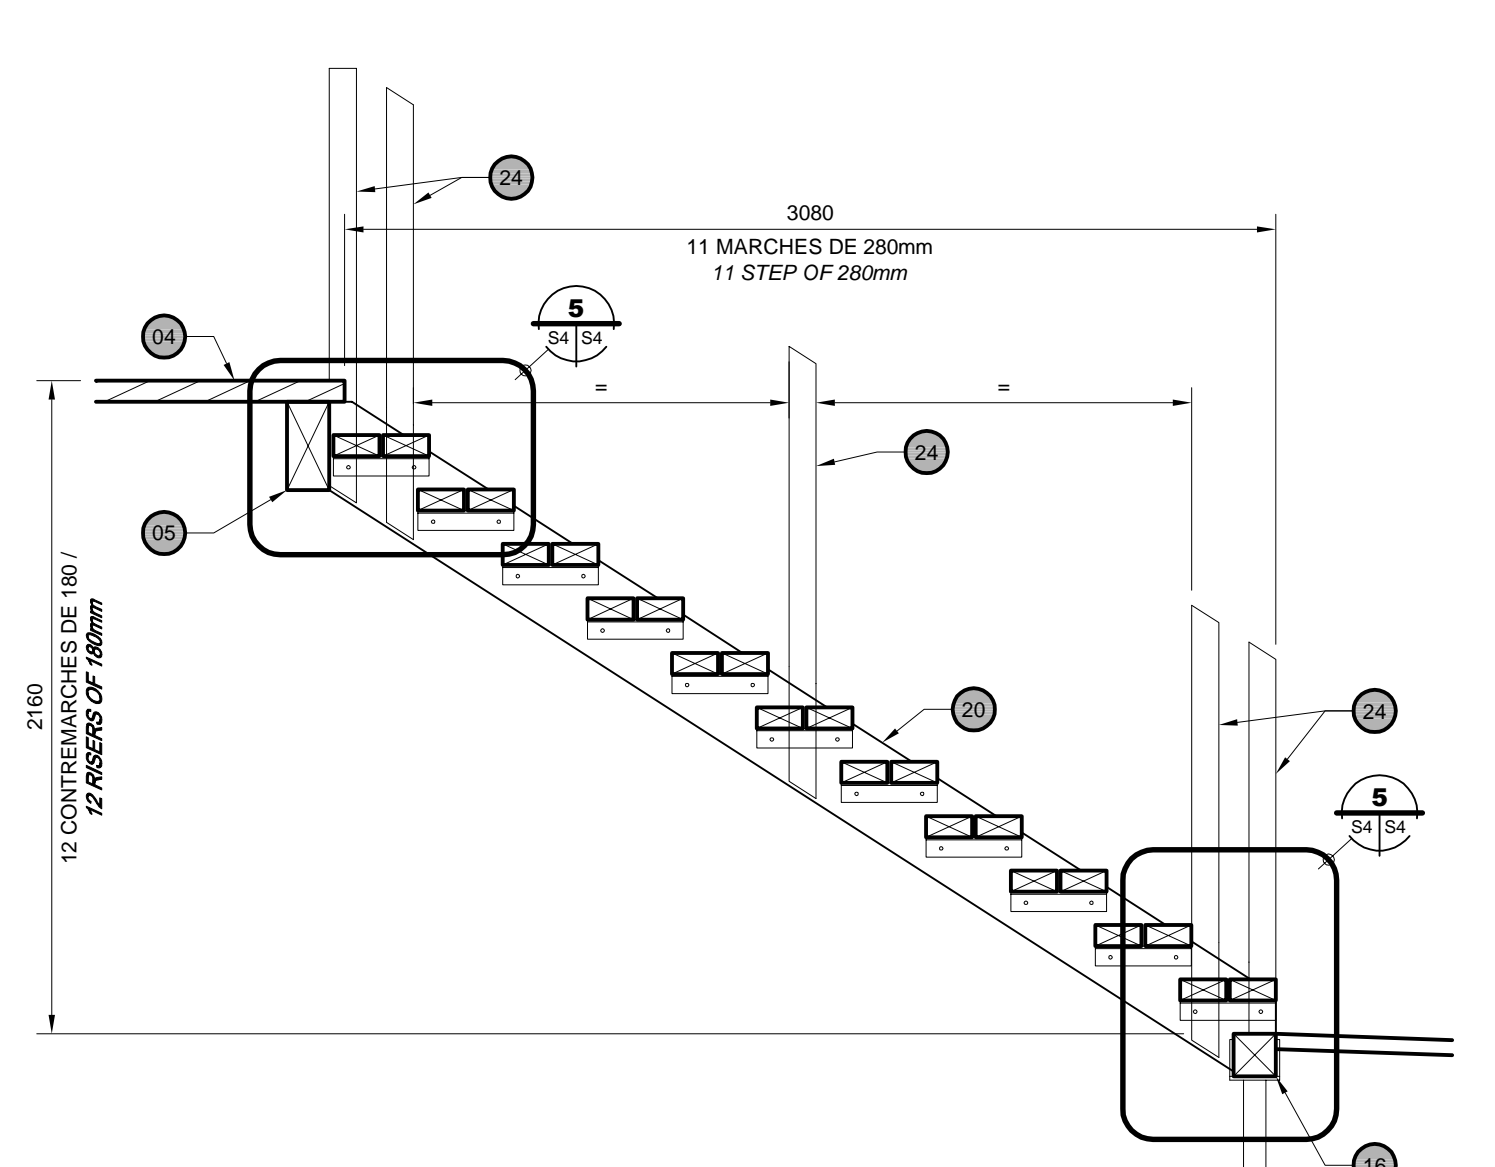 24
3080
11 MARCHES DE 280mm
11 STEP OF 280mm
5
S4 S4
04
=
=
24
05
2160
12 CONTREMARCHES DE 180 /
12 RISERS OF 180mm
20
24
5
S4 S4
16